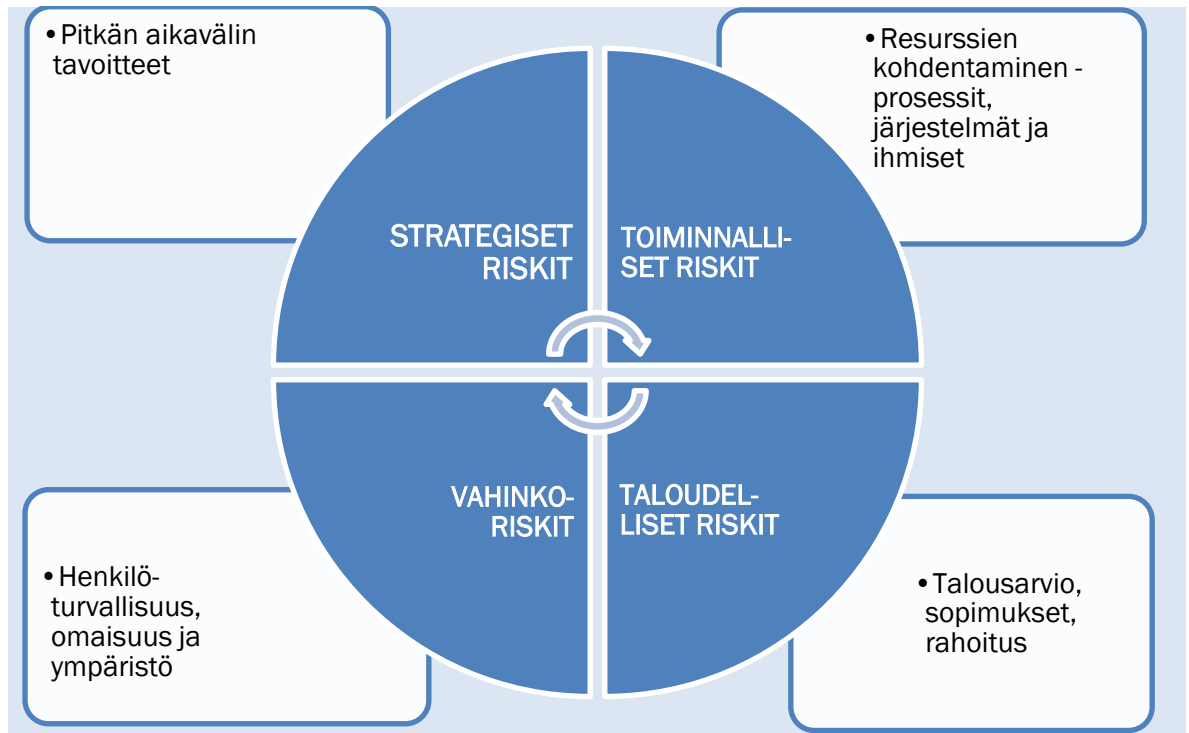 •Pitkän aikavälin
tavoitteet
•Resurssien
kohdentaminen -
prosessit,
järjestelmät ja
ihmiset
STRATEGISET
RISKIT
TOIMINNALLI-
SET RISKIT
VAHINKO-
RISKIT
TALOUDEL-
LISET RISKIT
•Henkilö-
turvallisuus,
omaisuus ja
ympäristö
•Talousarvio,
sopimukset,
rahoitus